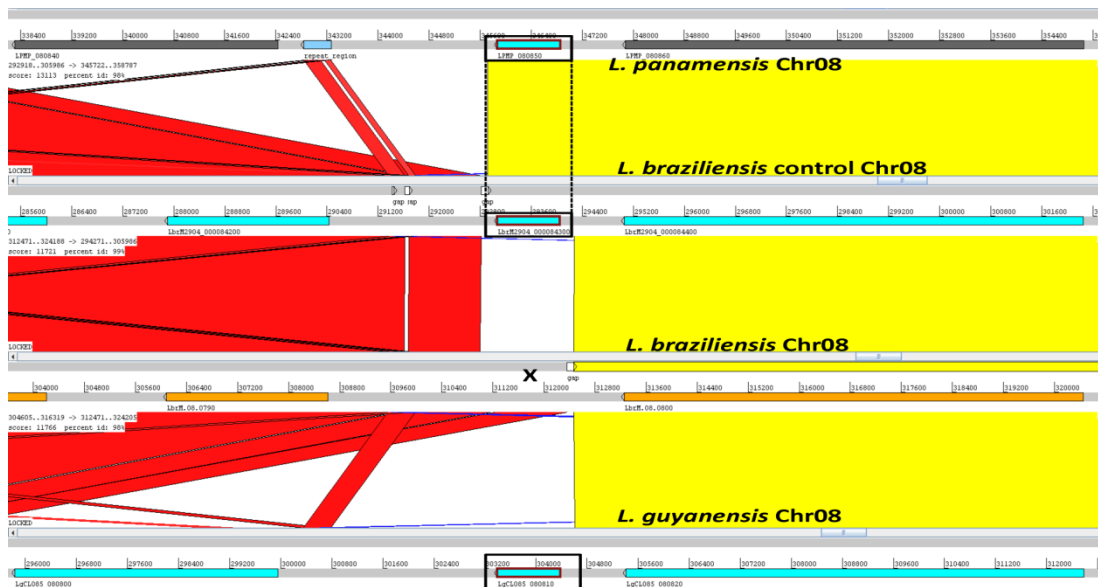 338400 339200 340000 340800 341600 342400 343200 344000 344800 345600 346400 347200 348000 348800 349600 350400 351200 352000 352800 353600 354400
LPMP_080840 repeat_region LPMP_080850 LPMP_080860
292918..305986 -> 345722..358787
score: 13113 percent id: 98%
L. panamensis Chr08
LOCKED
L. braziliensis control Chr08
gap gap gap
285600 286400 287200 288000 288800 289600 290400 291200 292000 292800 293600 294400 295200 296000 296800 297600 298400 299200 300000 300800 301600
LbrM2904_000084200 LbrM2904_000084300 LbrM2904_000084400
312471..324188 -> 294271..305986
score: 11721 percent id: 99%
LOCKED
L. braziliensis Chr08
X
gap
304000 304800 305600 306400 307200 308000 308800 309600 310400 311200 312000 312800 313600 314400 315200 316000 316800 317600 318400 319200 320000
LbrM.08.0790 LbrM.08.0800
304605..316319 -> 312471..324205
score: 11766 percent id: 98%
LOCKED
L. guyanensis Chr08
296000 296800 297600 298400 299200 300000 300800 301600 302400 303200 304000 304800 305600 306400 307200 308000 308800 309600 310400 311200 312000
LgCL085_080800 LgCL085_080810 LgCL085_080820